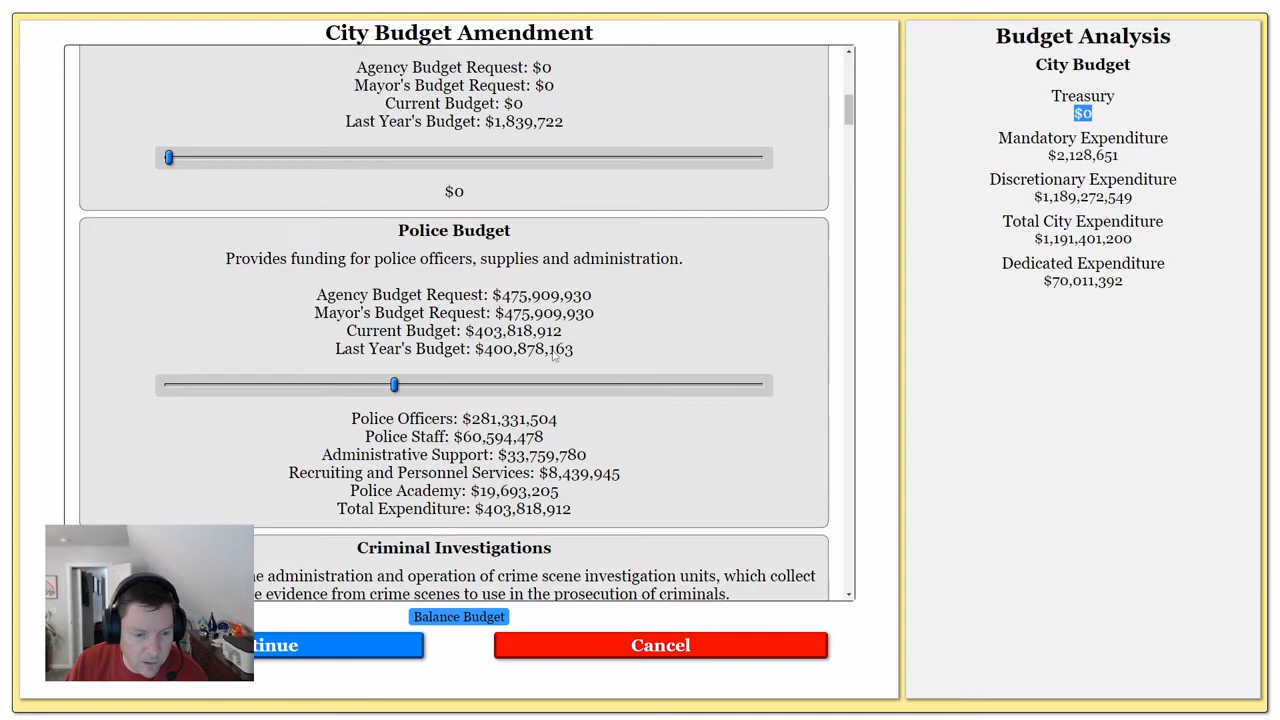 City Budget Amendment
Agency Budget Request: $0
Mayor's Budget Request: $0
Current Budget: $0
Last Year's Budget: $1,839,722
$0
Police Budget
Provides funding for police officers, supplies and administration.
Agency Budget Request: $475,909,930
Mayor's Budget Request: $475,909,930
Current Budget: $403,818,912
Last Year's Budget: $400,878,163
Police Officers: $281,331,504
Police Staff: $60,594,478
Administrative Support: $33,759,780
Recruiting and Personnel Services: $8,439,945
Police Academy: $19,693,205
Total Expenditure: $403,818,912
Criminal Investigations
e administration and operation of crime scene investigation units, which collect
e evidence from crime scenes to use in the prosecution of criminals.
Balance Budget
tinue
Cancel
Budget Analysis
City Budget
Treasury
$0
Mandatory Expenditure
$2,128,651
Discretionary Expenditure
$1,189,272,549
Total City Expenditure
$1,191,401,200
Dedicated Expenditure
$70,011,392